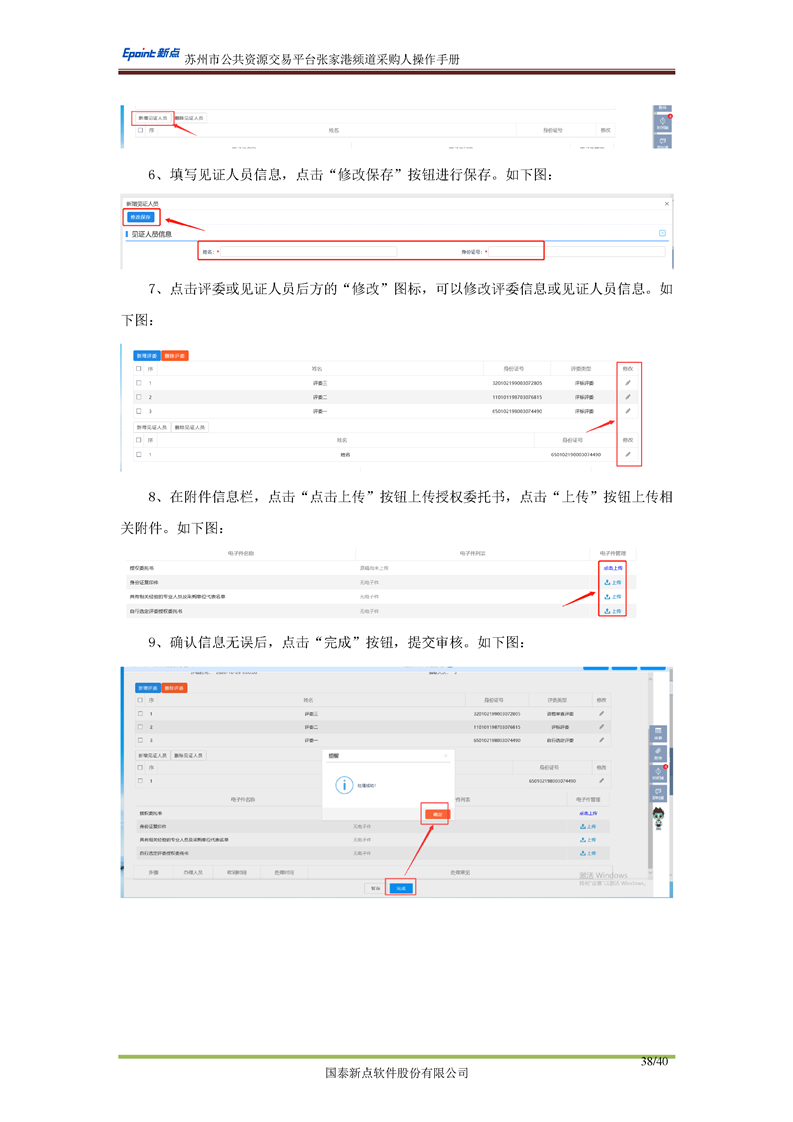 Epoint新点 苏州市公共资源交易平台张家港频道采购人操作手册
新增见证人员 删除见证人员
序 姓名 身份证号 修改
6、填写见证人员信息，点击“修改保存”按钮进行保存。如下图：
新增见证人员
修改保存
见证人员信息
姓名：* 身份证号：*
7、点击评委或见证人员后方的“修改”图标，可以修改评委信息或见证人员信息。如
下图：
新增评委 删除评委
序 姓名 身份证号 评委类型 修改
1 评委三 320102199003072805 评标评委
2 评委二 110101198703076815 评标评委
3 评委一 650102198003074490 评标评委
新增见证人员 删除见证人员
序 姓名 身份证号 修改
1 姓名 650102198003074490
8、在附件信息栏，点击“点击上传”按钮上传授权委托书，点击“上传”按钮上传相
关附件。如下图：
电子件名称 电子件列表 电子件管理
授权委托书 原稿尚未上传 点击上传
身份证复印件 无电子件 上传
具有相关经验的专业人员及采购单位代表名单 无电子件 上传
自行选定评委授权委托书 无电子件 上传
9、确认信息无误后，点击“完成”按钮，提交审核。如下图：
新增评委 删除评委
序 姓名 身份证号 评委类型 修改
1 评委三 320102199003072805 资格审查评委
2 评委二 110101198703076815 评标评委
3 评委一 650102198003074490 自行选定评委
新增见证人员 删除见证人员 提醒
序 身份证号 修改
1 处理成功! 650102198003074490
电子件名称 件列表 电子件管理
授权委托书 确定 点击上传
身份证复印件 无电子件 上传
具有相关经验的专业人员及采购单位代表名单 无电子件 上传
自行选定评委授权委托书 无电子件 上传
步骤 办理人员 收到时间 处理时间 处理意见
激活 Windows
转到"设置"以激活 Windows。
完成
38/40
国泰新点软件股份有限公司